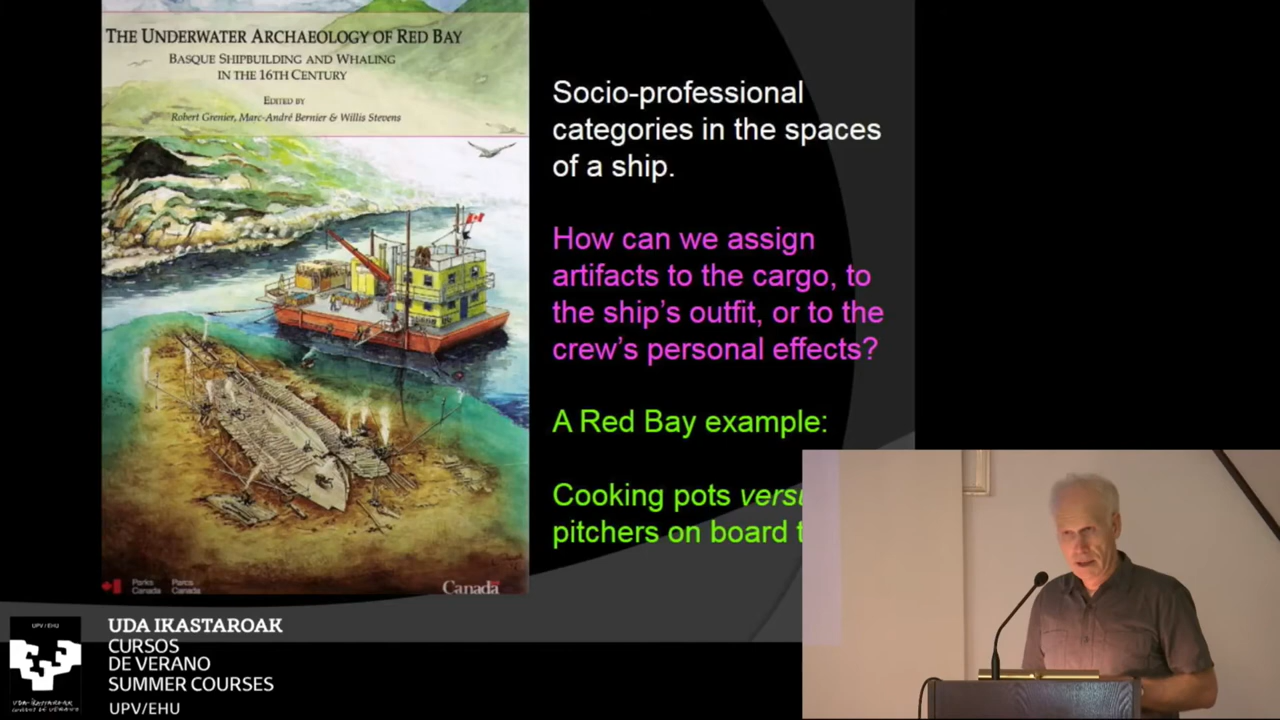 THE UNDERWATER ARCHAEOLOGY OF RED BAY
BASQUE SHIPBUILDING AND WHALING
IN THE 16TH CENTURY
EDITED BY
Robert Grenier, Marc-André Bernier & Willis Stevens
Parks Parcs
Canada Canada
Canada
Socio-professional
categories in the spaces
of a ship.
How can we assign
artifacts to the cargo, to
the ship's outfit, or to the
crew's personal effects?
A Red Bay example:
Cooking pots
pitchers on board
UPV / EHU
UDA IKASTAROAK
CURSOS
DE VERANO
SUMMER COURSES
UPV/EHU